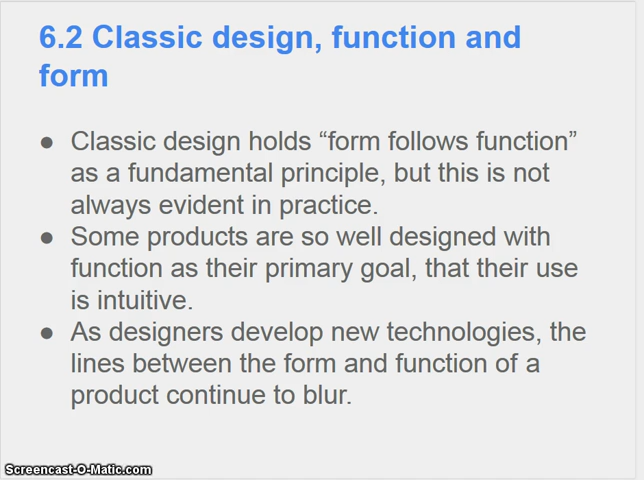 6.2 Classic design, function and
form
● Classic design holds “form follows function”
as a fundamental principle, but this is not
always evident in practice.
● Some products are so well designed with
function as their primary goal, that their use
is intuitive.
● As designers develop new technologies, the
lines between the form and function of a
product continue to blur.
Screencast-O-Matic.com